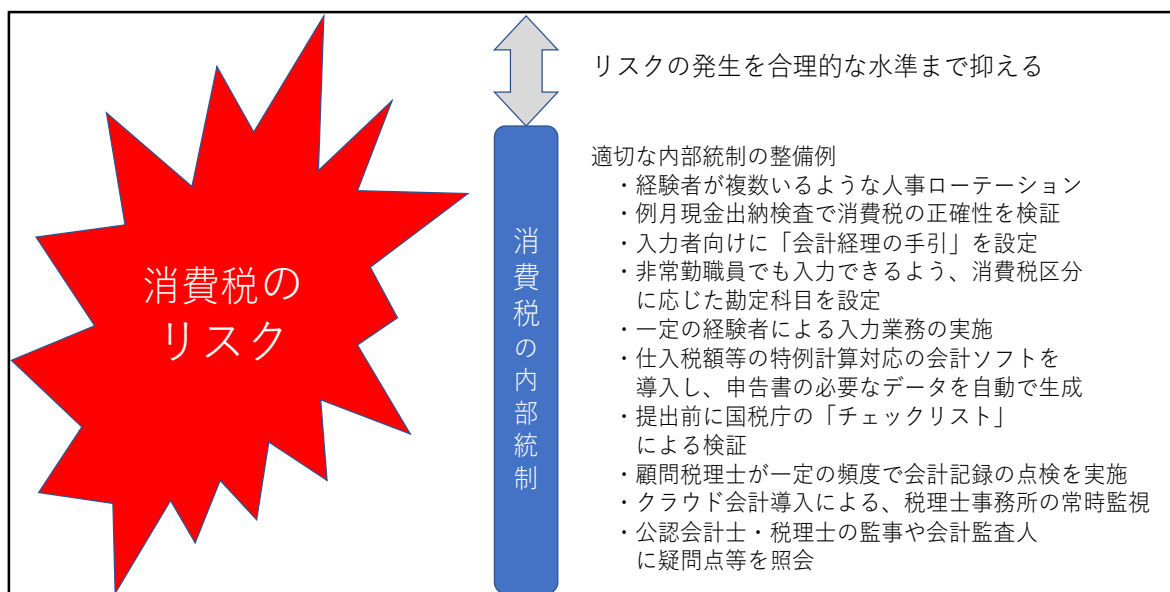 消費税の
リスク
消費税の内部統制
リスクの発生を合理的な水準まで抑える
適切な内部統制の整備例
・経験者が複数いるような人事ローテーション
・例月現金出納検査で消費税の正確性を検証
・入力者向けに「会計経理の手引」を設定
・非常勤職員でも入力できるよう、消費税区分
に応じた勘定科目を設定
・一定の経験者による入力業務の実施
・仕入税額等の特例計算対応の会計ソフトを
導入し、申告書の必要なデータを自動で生成
・提出前に国税庁の「チェックリスト」
による検証
・顧問税理士が一定の頻度で会計記録の点検を実施
・クラウド会計導入による、税理士事務所の常時監視
・公認会計士・税理士の監事や会計監査人
に疑問点等を照会